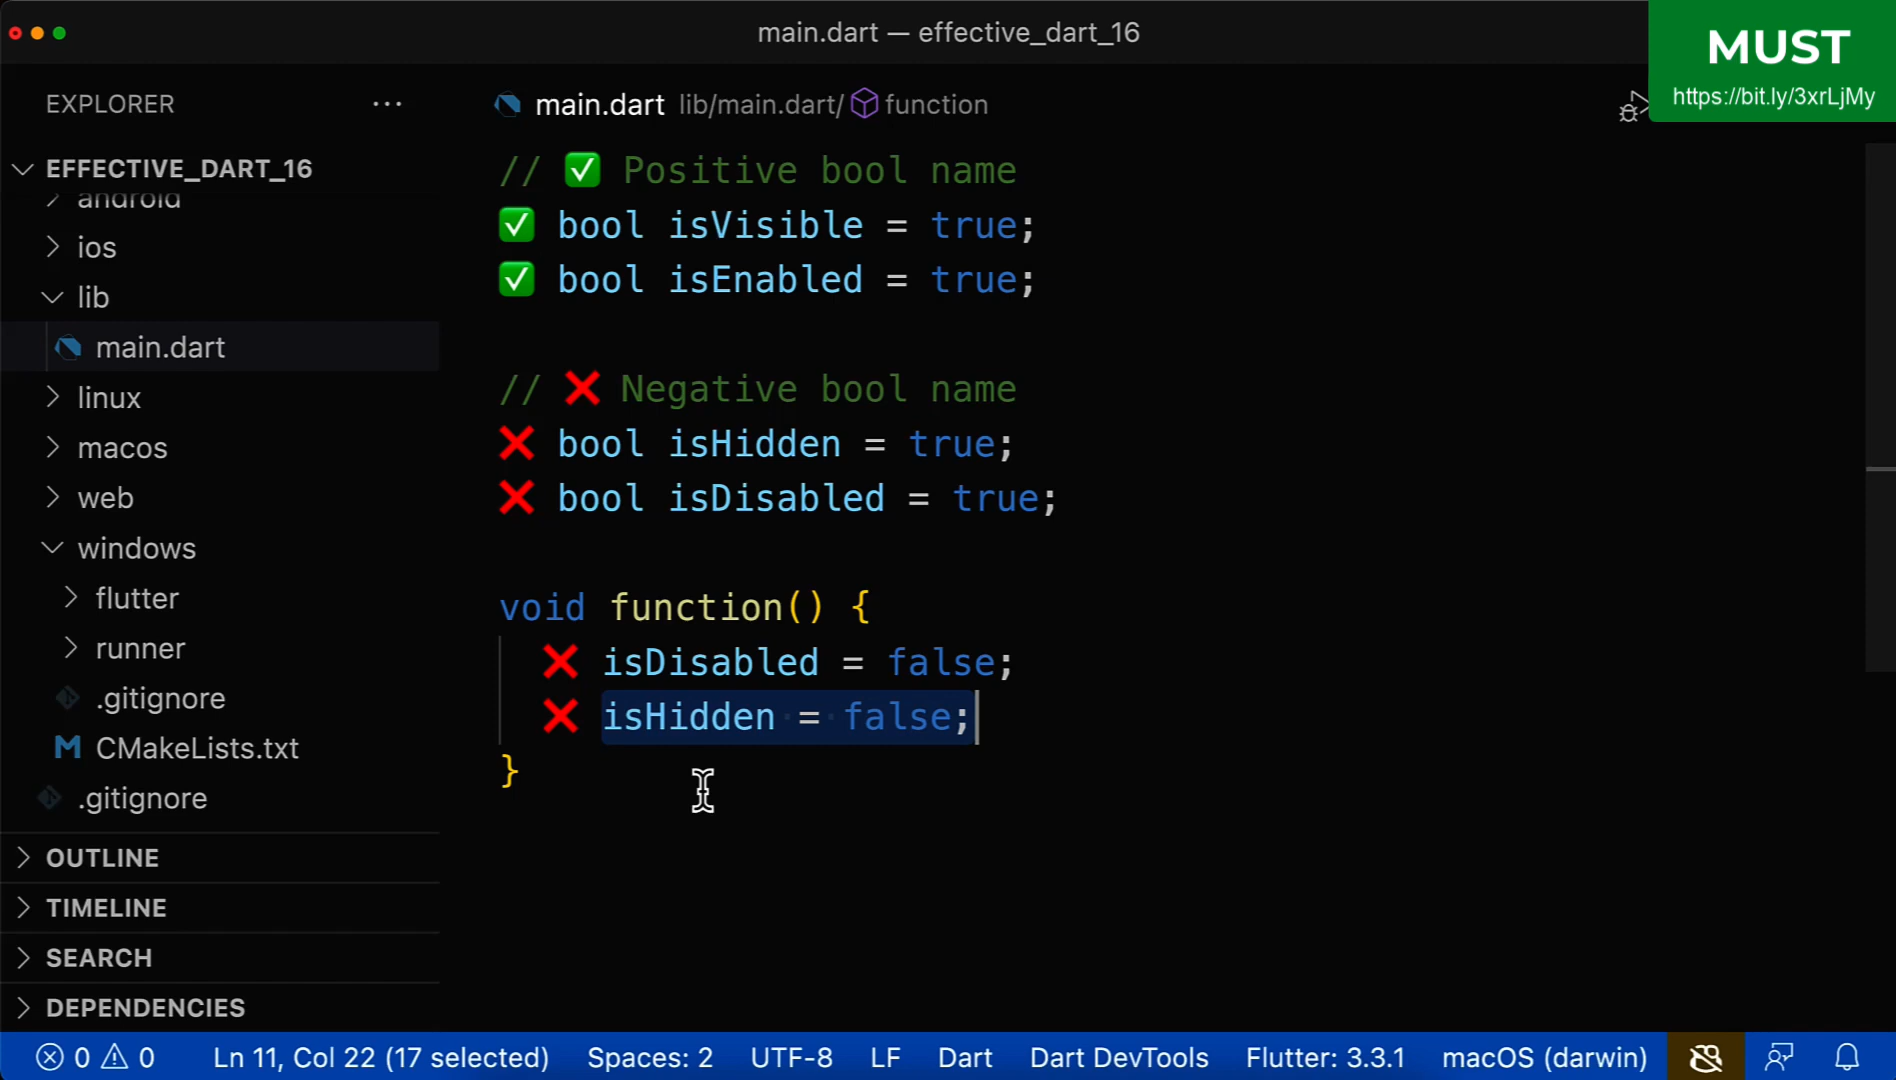 main.dart — effective_dart_16
MUST
https://bit.ly/3xrLjMy
EXPLORER
EFFECTIVE_DART_16
android
ios
lib
main.dart
linux
macos
web
windows
flutter
runner
.gitignore
CMakeLists.txt
.gitignore
OUTLINE
TIMELINE
SEARCH
DEPENDENCIES
main.dart lib/main.dart/ function
// ✅ Positive bool name
✅ bool isVisible = true;
✅ bool isEnabled = true;
// ❌ Negative bool name
❌ bool isHidden = true;
❌ bool isDisabled = true;
void function() {
❌ isDisabled = false;
❌ isHidden = false;
}
0 0 Ln 11, Col 22 (17 selected) Spaces: 2 UTF-8 LF Dart Dart DevTools Flutter: 3.3.1 macOS (darwin)